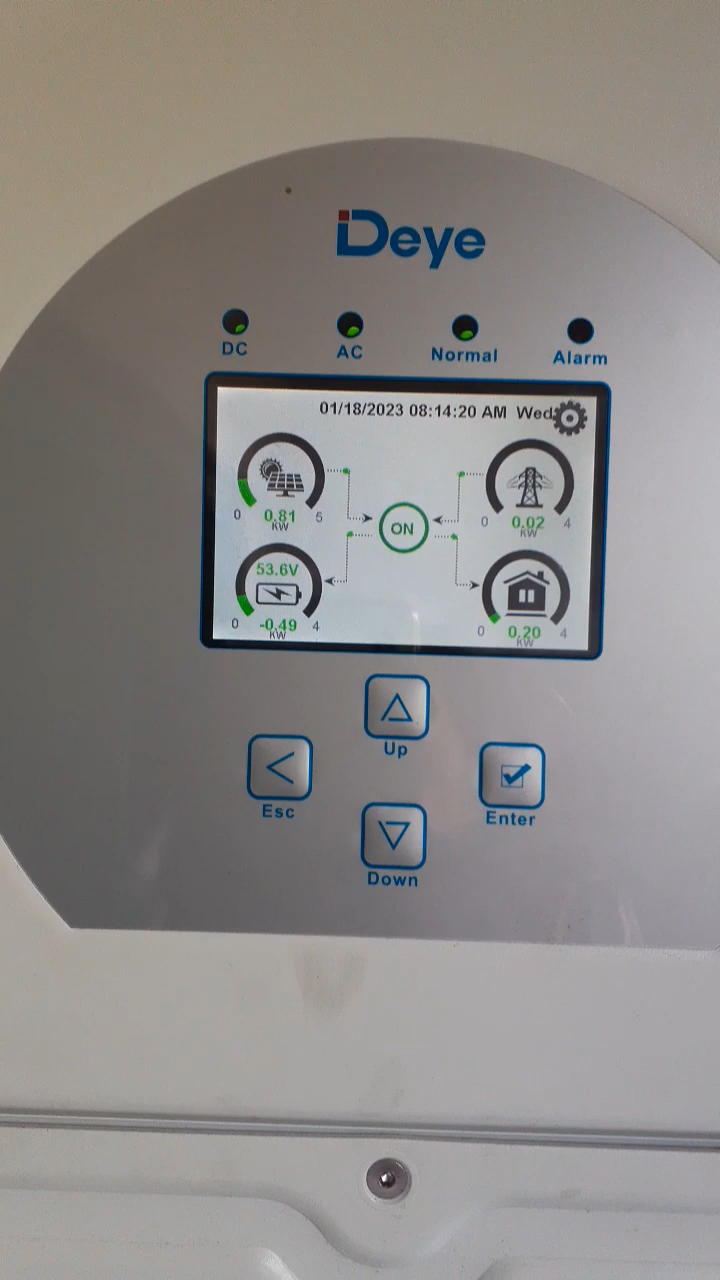 Deye
DC AC Normal Alarm
01/18/2023 08:14:20 AM Wed
0 0.81 5
KW
0 0.02 4
KW
ON
53.6V
0 -0.49 4
KW
0 0.20 4
KW
Up
Esc
Enter
Down